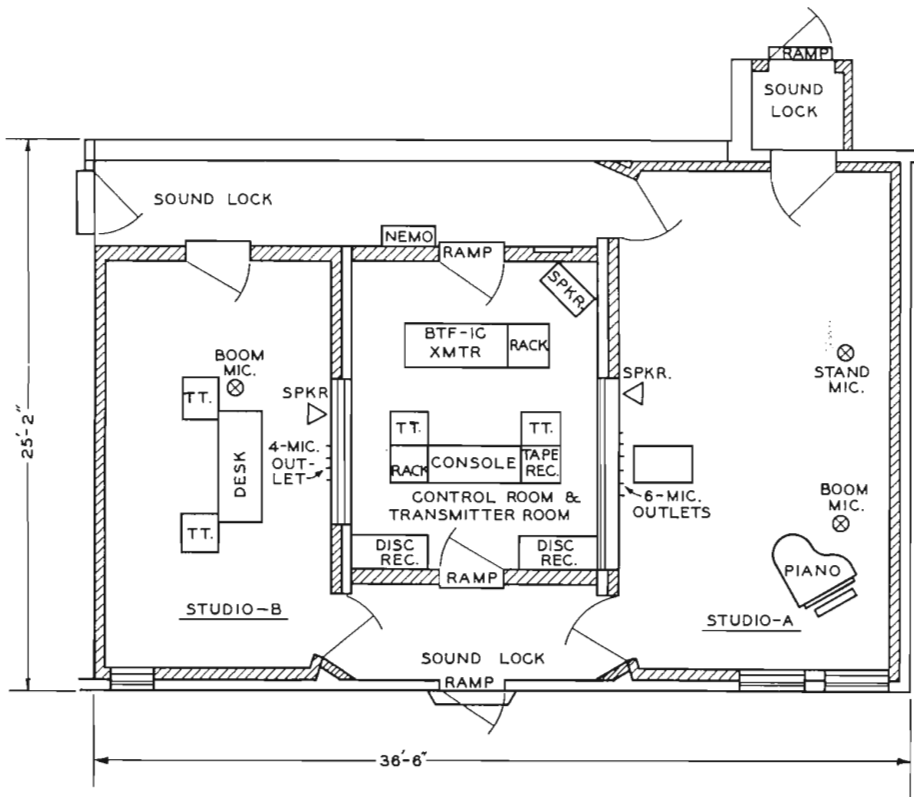 RAMP
SOUND
LOCK
SOUND LOCK
NEMO
RAMP
SPKR.
BTF-1C
XMTR
RACK
BOOM
MIC.
STAND
MIC.
SPKR
SPKR.
TT.
TT.
TT.
4-MIC.
OUT-
LET
DESK
RACK
CONSOLE
TAPE
REC.
6-MIC.
OUTLETS
CONTROL ROOM &
TRANSMITTER ROOM
BOOM
MIC.
TT.
DISC
REC.
DISC
REC.
RAMP
PIANO
STUDIO-B
STUDIO-A
SOUND LOCK
RAMP
25'-2"
36'-6"